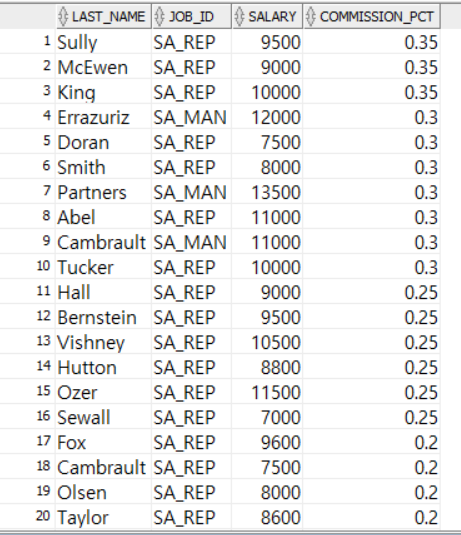 LAST_NAME JOB_ID SALARY COMMISSION_PCT
1 Sully SA_REP 9500 0.35
2 McEwen SA_REP 9000 0.35
3 King SA_REP 10000 0.35
4 Errazuriz SA_MAN 12000 0.3
5 Doran SA_REP 7500 0.3
6 Smith SA_REP 8000 0.3
7 Partners SA_MAN 13500 0.3
8 Abel SA_REP 11000 0.3
9 Cambrault SA_MAN 11000 0.3
10 Tucker SA_REP 10000 0.3
11 Hall SA_REP 9000 0.25
12 Bernstein SA_REP 9500 0.25
13 Vishney SA_REP 10500 0.25
14 Hutton SA_REP 8800 0.25
15 Ozer SA_REP 11500 0.25
16 Sewall SA_REP 7000 0.25
17 Fox SA_REP 9600 0.2
18 Cambrault SA_REP 7500 0.2
19 Olsen SA_REP 8000 0.2
20 Taylor SA_REP 8600 0.2